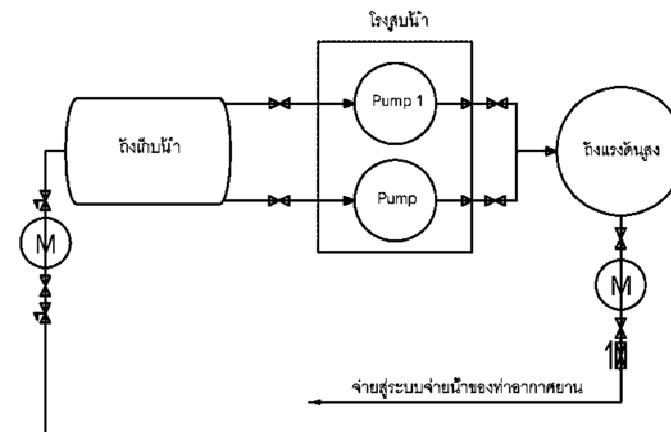 โรงสูบน้ำ
Pump 1
ถังเก็บน้ำ
ถังแรงดันสูง
Pump
M
M
จ่ายสู่ระบบจ่ายน้ำของท่าอากาศยาน